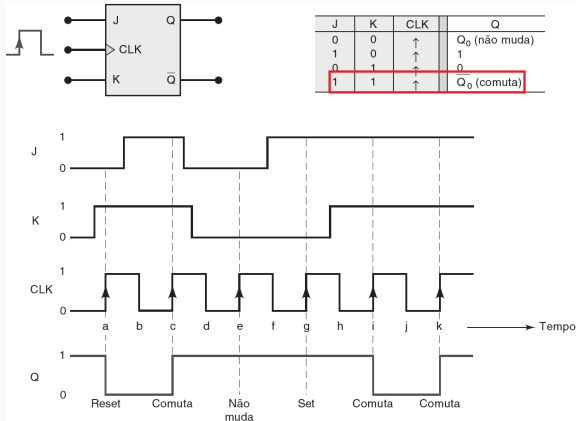 J Q
CLK
K Q̅
J K CLK Q
0 0 ↑ Q₀ (não muda)
1 0 ↑ 1
0 1 ↑ 0
1 1 ↑ Q̅₀ (comuta)
1
J
0
1
K
0
1
CLK
0
a b c d e f g h i j k Tempo
1
Q
0
Reset Comuta Não muda Set Comuta Comuta